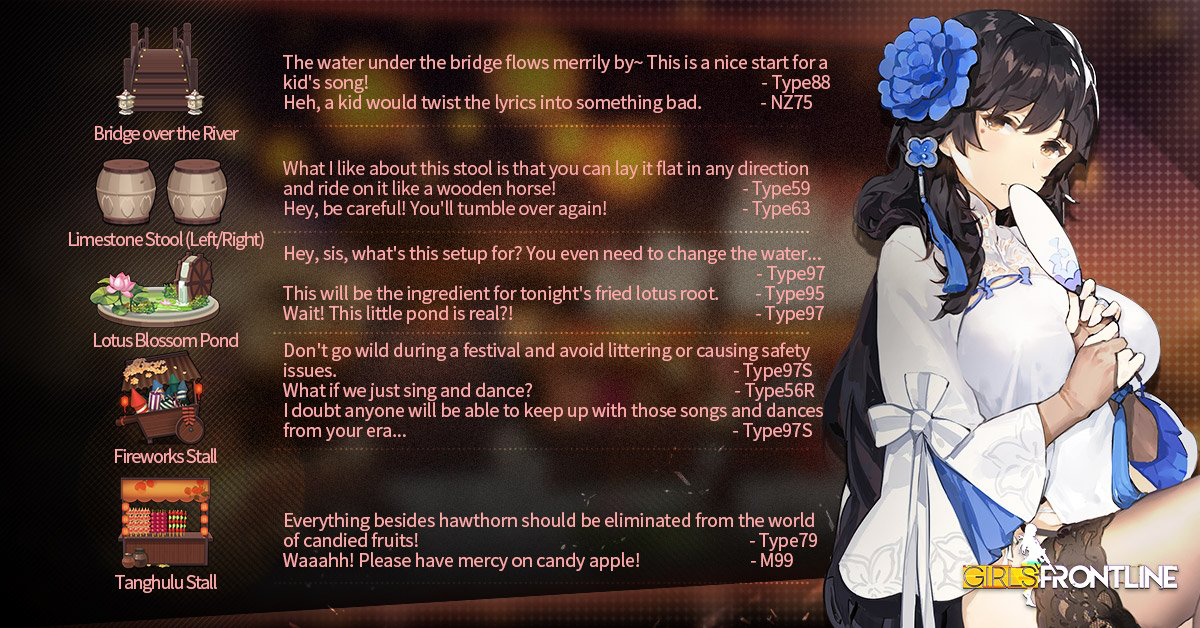 The water under the bridge flows merrily by~ This is a nice start for a
kid's song! - Type88
Heh, a kid would twist the lyrics into something bad. - NZ75
Bridge over the River
What I like about this stool is that you can lay it flat in any direction
and ride on it like a wooden horse! - Type59
Hey, be careful! You'll tumble over again! - Type63
Limestone Stool (Left/Right)
Hey, sis, what's this setup for? You even need to change the water...
- Type97
This will be the ingredient for tonight's fried lotus root. - Type95
Wait! This little pond is real?! - Type97
Lotus Blossom Pond
Don't go wild during a festival and avoid littering or causing safety
issues. - Type97S
What if we just sing and dance? - Type56R
I doubt anyone will be able to keep up with those songs and dances
from your era... - Type97S
Fireworks Stall
Everything besides hawthorn should be eliminated from the world
of candied fruits! - Type79
Waaahh! Please have mercy on candy apple! - M99
Tanghulu Stall
GIRLS FRONTLINE